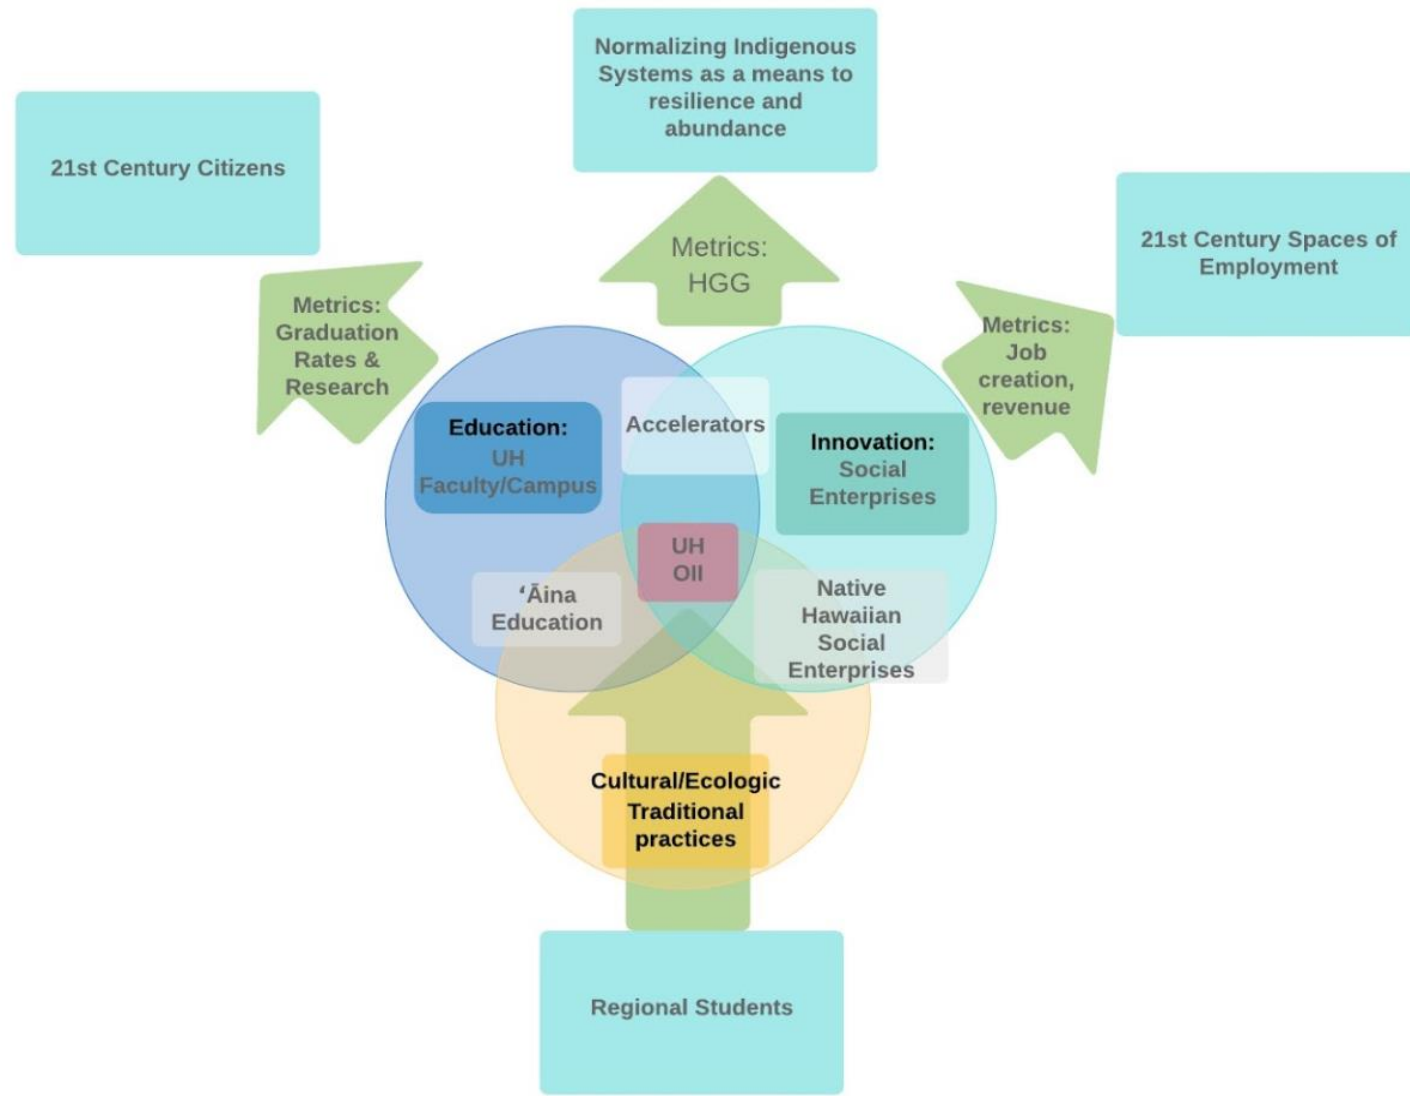 Normalizing Indigenous
Systems as a means to
resilience and
abundance
21st Century Citizens
21st Century Spaces of
Employment
Metrics:
HGG
Metrics:
Graduation
Rates &
Research
Metrics:
Job
creation,
revenue
Education:
UH
Faculty/Campus
Accelerators
Innovation:
Social
Enterprises
UH
OII
ʻĀina
Education
Native
Hawaiian
Social
Enterprises
Cultural/Ecologic
Traditional
practices
Regional Students